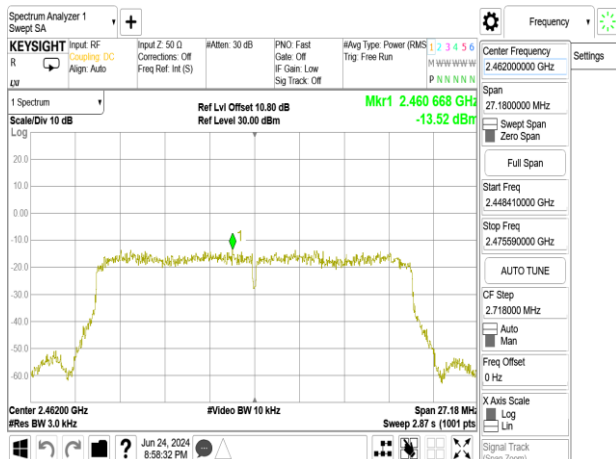 Spectrum Analyzer 1
Swept SA
Frequency
Settings
KEYSIGHT
R
Input: RF
Coupling: DC
Align: Auto
Input Z: 50 Ω
Corrections: Off
Freq Ref: Int (S)
#Atten: 30 dB
PNO: Fast
Gate: Off
IF Gain: Low
Sig Track: Off
#Avg Type: Power (RMS
Trig: Free Run
1 2 3 4 5 6
M W W W W W
P N N N N N
1 Spectrum
Scale/Div 10 dB
Ref Lvl Offset 10.80 dB
Ref Level 30.00 dBm
Mkr1 2.460 668 GHz
-13.52 dBm
Log
20.0
10.0
0.00
-10.0
-20.0
-30.0
-40.0
-50.0
-60.0
1
Center 2.46200 GHz
#Video BW 10 kHz
Span 27.18 MHz
#Res BW 3.0 kHz
Sweep 2.87 s (1001 pts)
Jun 24, 2024
8:58:32 PM
Center Frequency
2.462000000 GHz
Span
27.1800000 MHz
Swept Span
Zero Span
Full Span
Start Freq
2.448410000 GHz
Stop Freq
2.475590000 GHz
AUTO TUNE
CF Step
2.718000 MHz
Auto
Man
Freq Offset
0 Hz
X Axis Scale
Log
Lin
Signal Track
(Span Zoom)